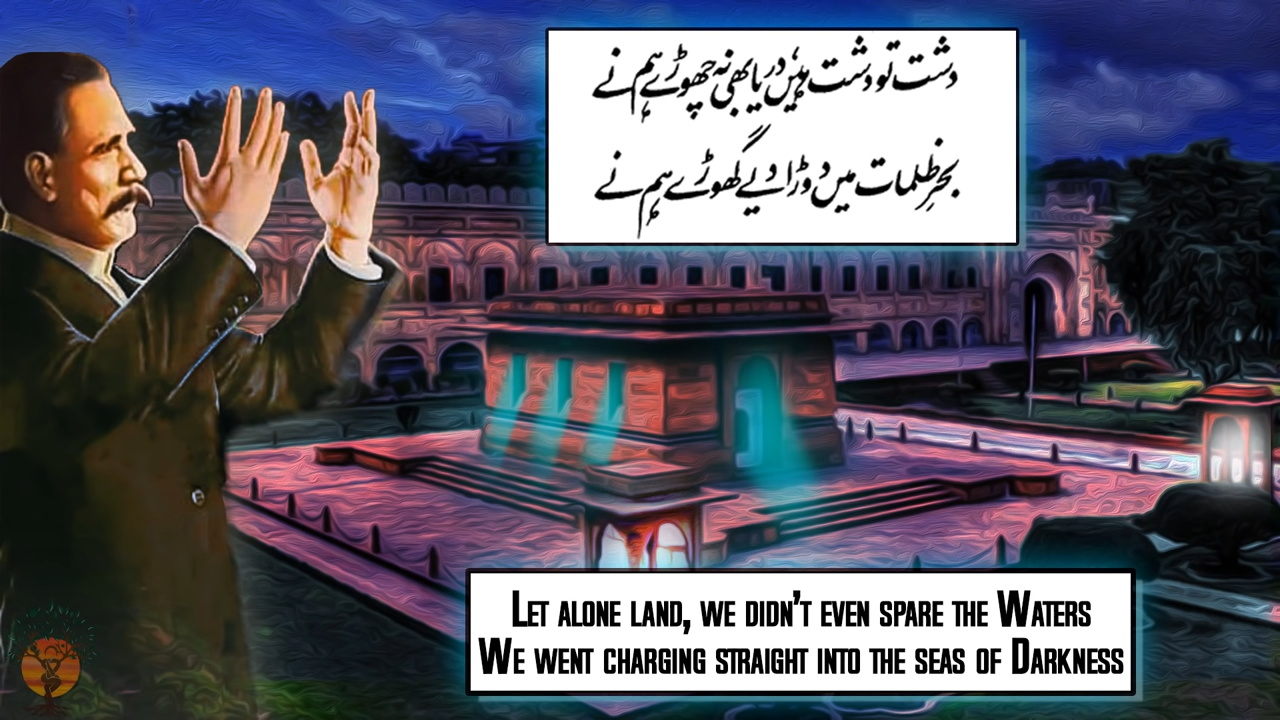 دشت تو دشت ہیں دریا بھی نہ چھوڑے ہم نے
بحرِ ظلمات میں دوڑا دیے گھوڑے ہم نے
Let alone land, we didn't even spare the Waters
We went charging straight into the seas of Darkness